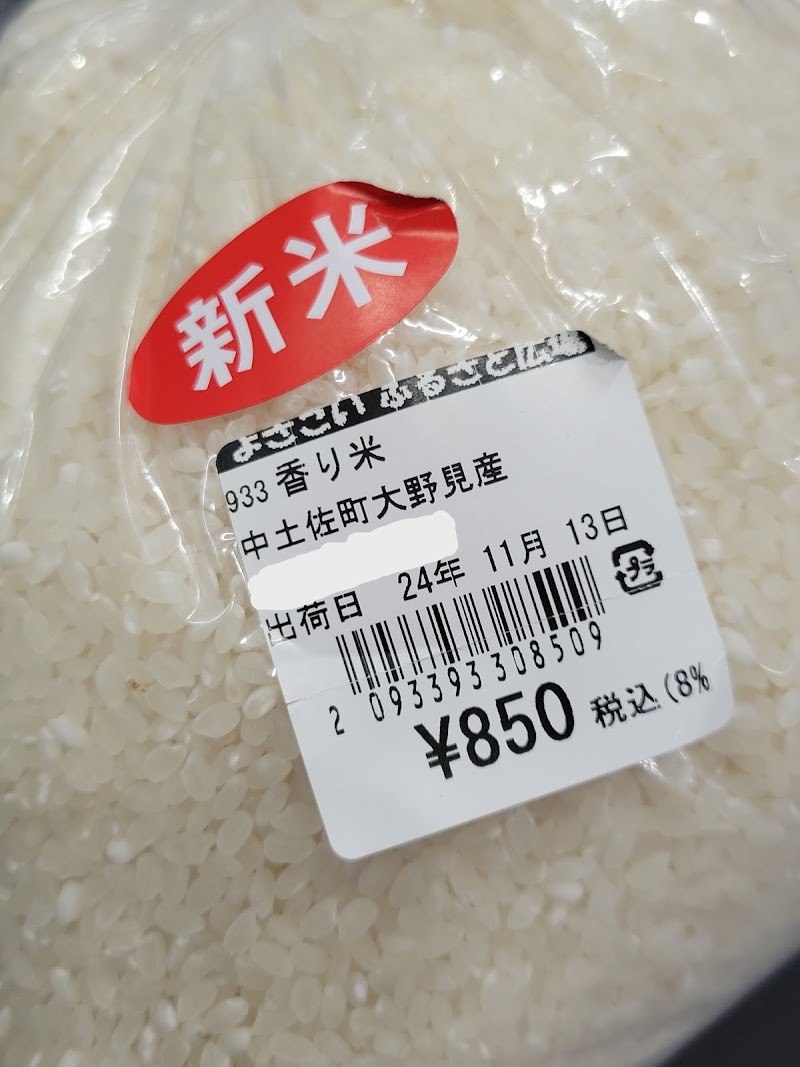 新米
よさこいふるさと広場
933 香り米
中土佐町大野見産
出荷日 24年 11月 13日
プラ
2 093393 308509
¥850 税込(8%